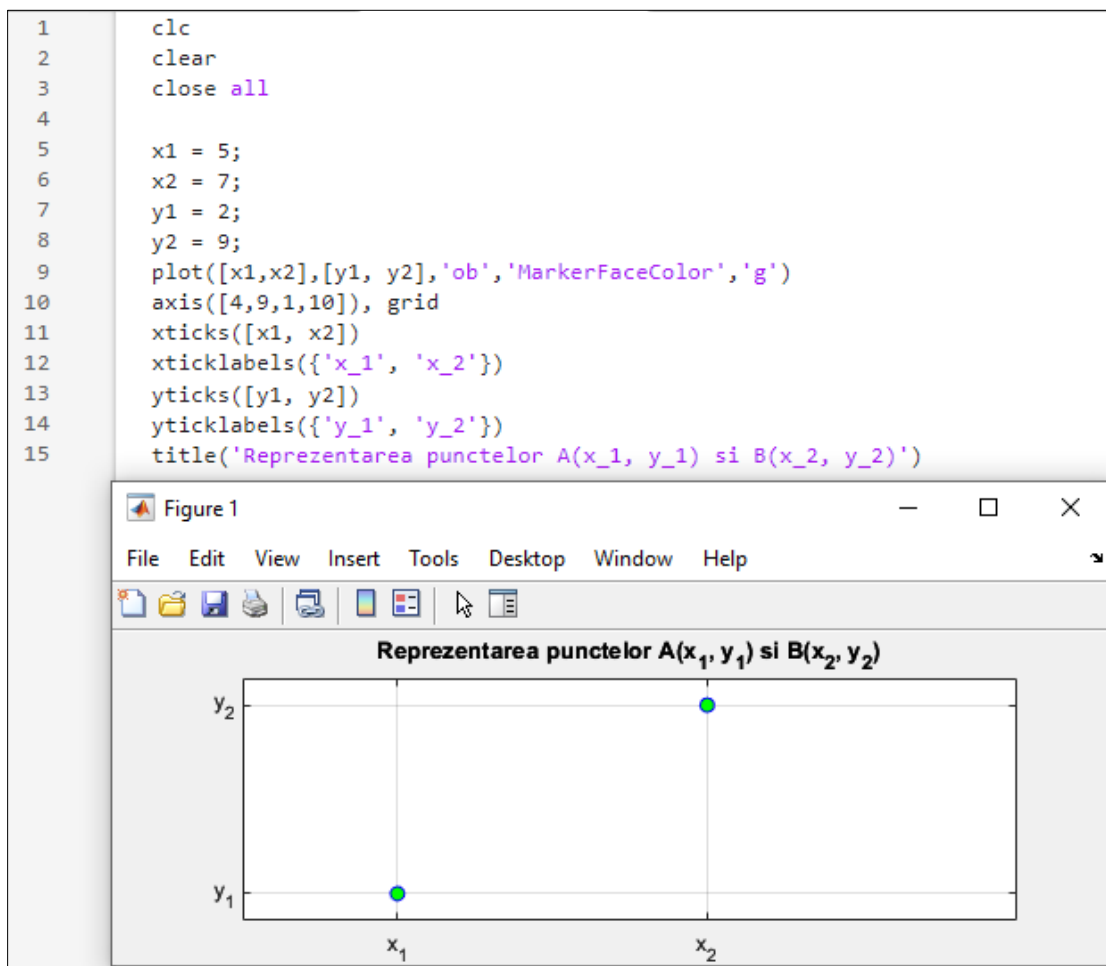 1 clc
2 clear
3 close all
4
5 x1 = 5;
6 x2 = 7;
7 y1 = 2;
8 y2 = 9;
9 plot([x1,x2],[y1, y2],'ob','MarkerFaceColor','g')
10 axis([4,9,1,10]), grid
11 xticks([x1, x2])
12 xticklabels({'x_1', 'x_2'})
13 yticks([y1, y2])
14 yticklabels({'y_1', 'y_2'})
15 title('Reprezentarea punctelor A(x_1, y_1) si B(x_2, y_2)')
Figure 1
File Edit View Insert Tools Desktop Window Help
Reprezentarea punctelor A(x₁, y₁) si B(x₂, y₂)
y₂
y₁
x₁ x₂